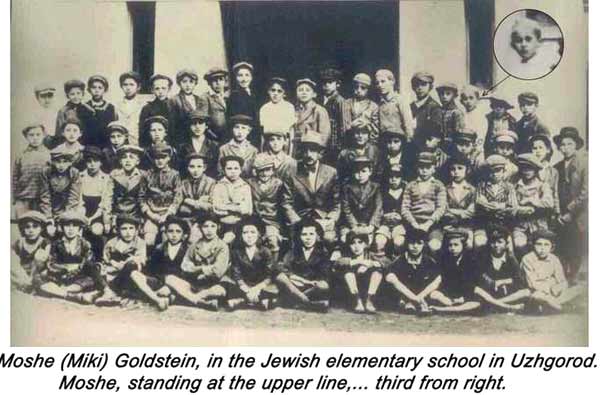 Moshe (Miki) Goldstein, in the Jewish elementary school in Uzhgorod.
Moshe, standing at the upper line,... third from right.